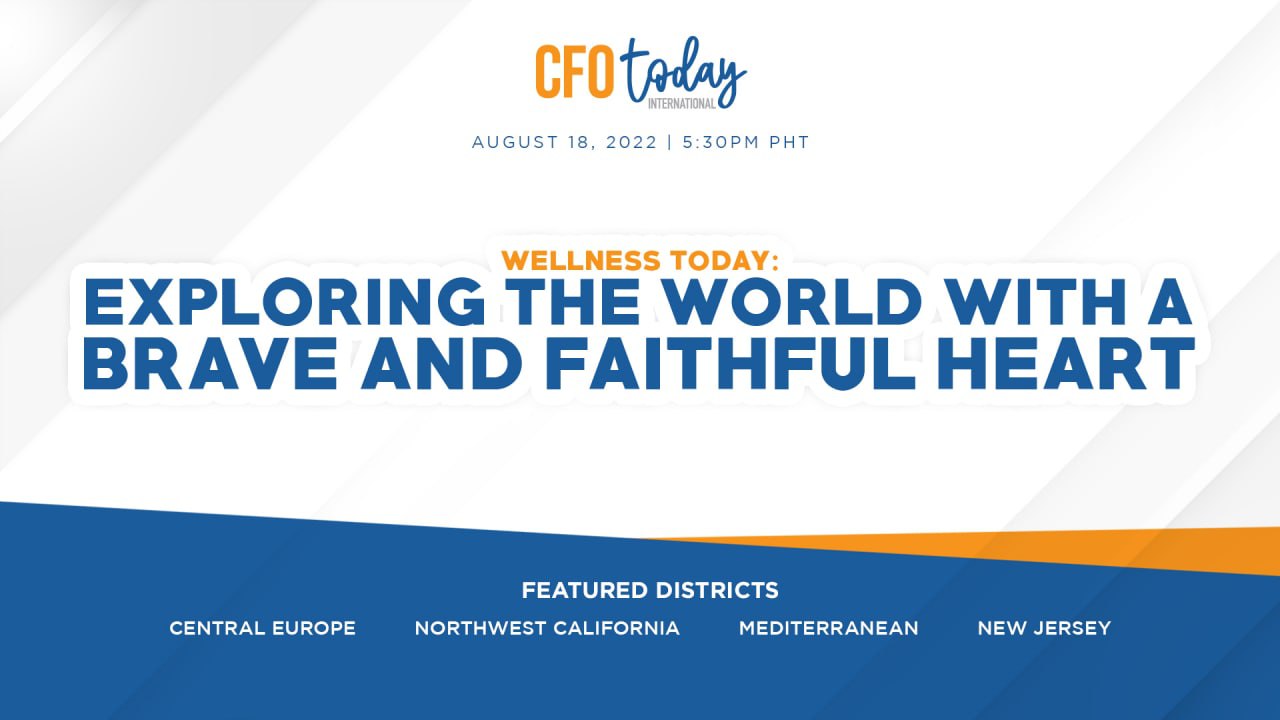 CFO today
INTERNATIONAL
AUGUST 18, 2022 | 5:30PM PHT
WELLNESS TODAY:
EXPLORING THE WORLD WITH A
BRAVE AND FAITHFUL HEART
FEATURED DISTRICTS
CENTRAL EUROPE NORTHWEST CALIFORNIA MEDITERRANEAN NEW JERSEY